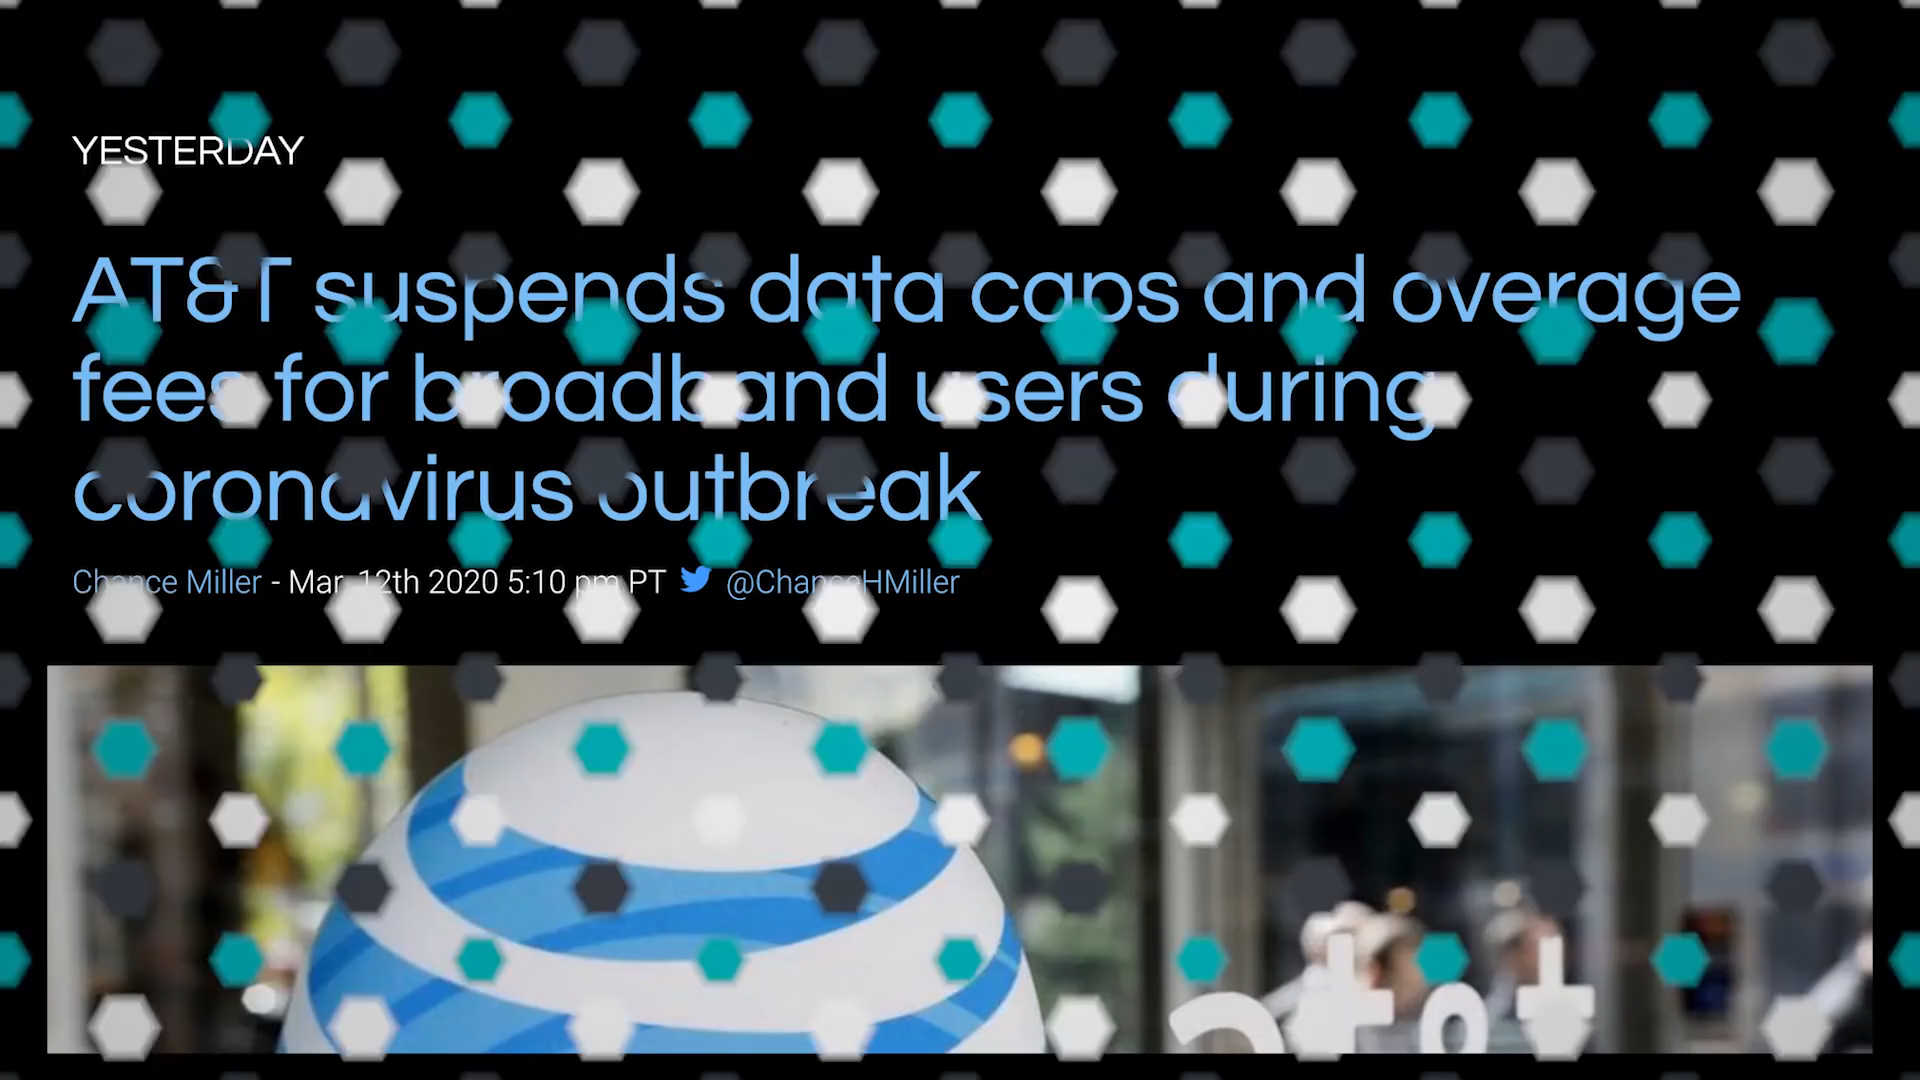 YESTERDAY
AT&T suspends data caps and overage
fees for broadband users during
coronavirus outbreak
Chance Miller - Mar. 12th 2020 5:10 pm PT @ChanceHMiller
at&t